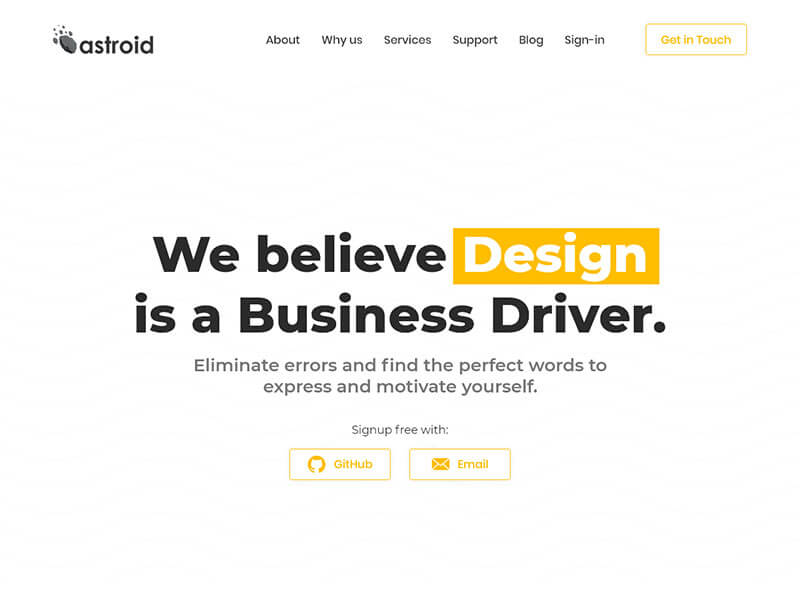 astroid
About Why us Services Support Blog Sign-in Get in Touch
We believe Design
is a Business Driver.
Eliminate errors and find the perfect words to
express and motivate yourself.
Signup free with:
GitHub Email